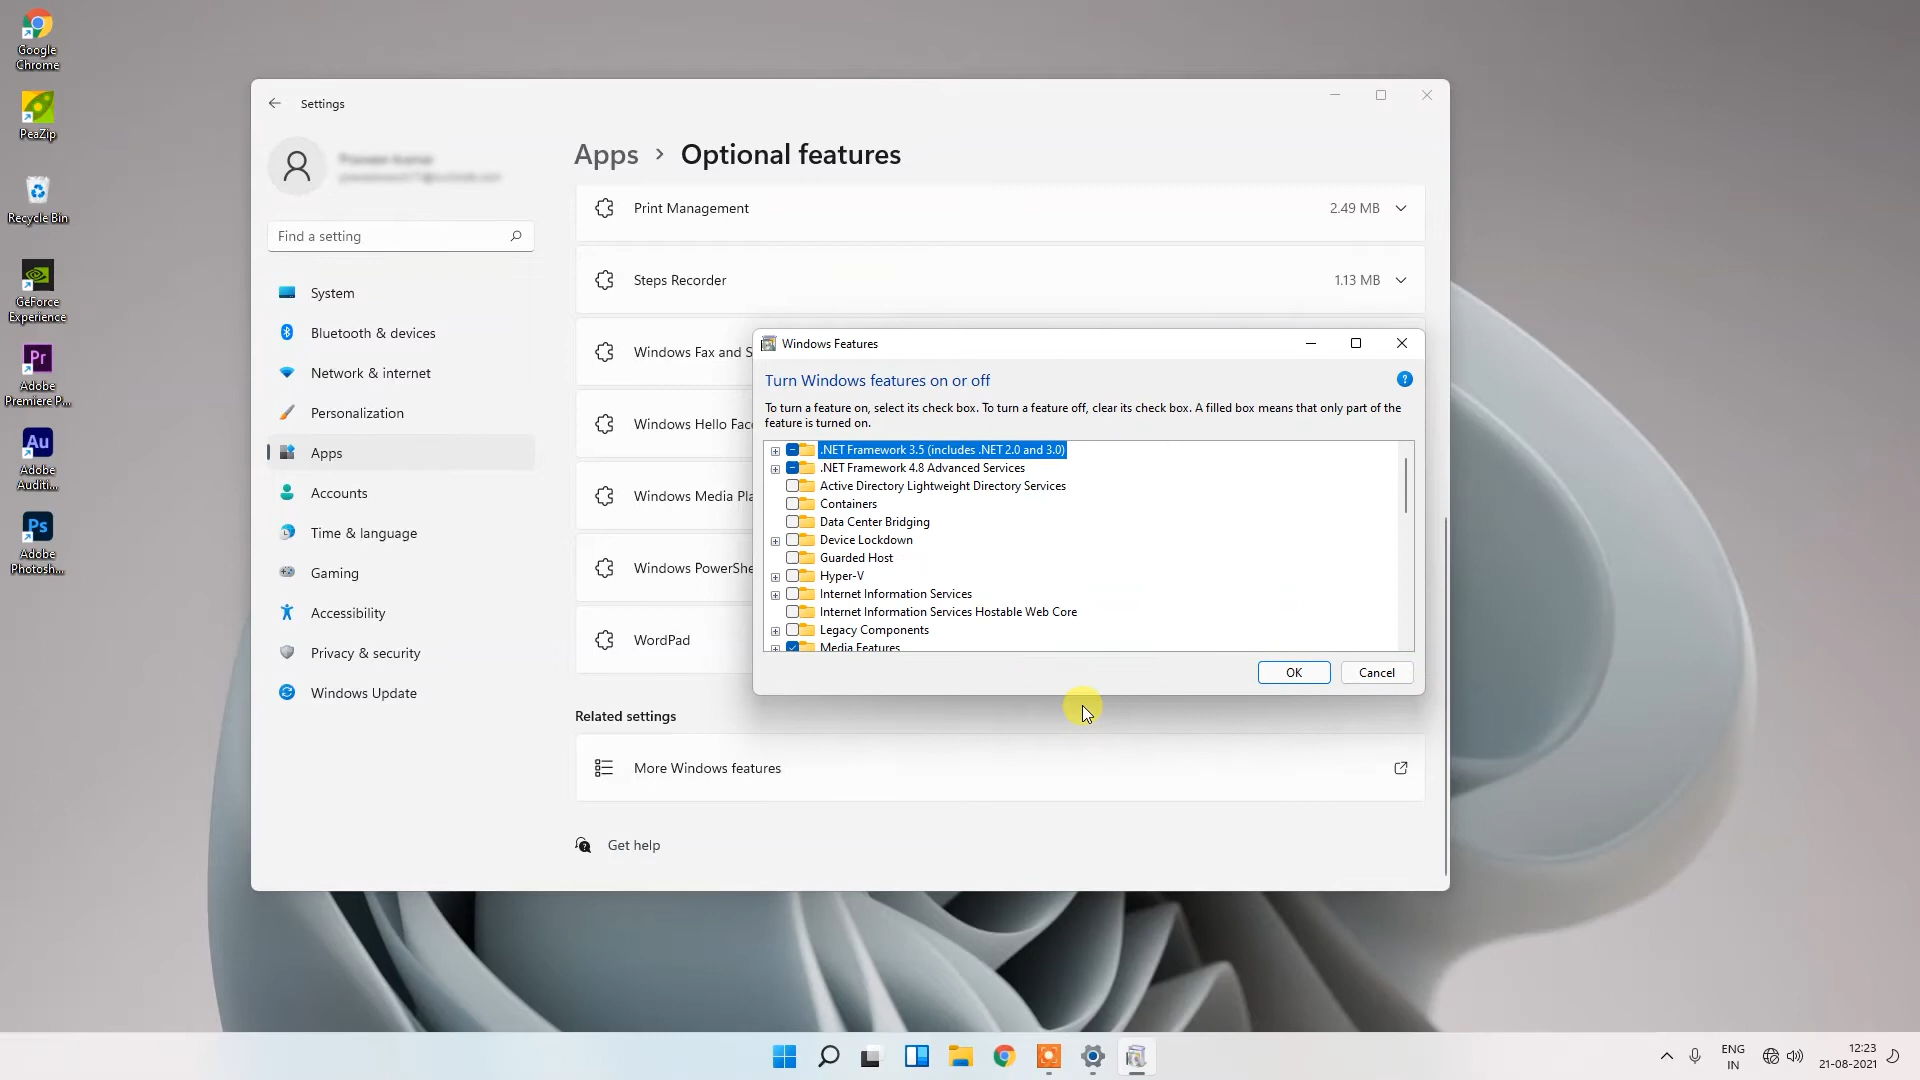 Google
Chrome
PeaZip
Recycle Bin
GeForce
Experience
Adobe
Premiere P...
Adobe
Auditi...
Adobe
Photosh...
Settings
Find a setting
System
Bluetooth & devices
Network & internet
Personalization
Apps
Accounts
Time & language
Gaming
Accessibility
Privacy & security
Windows Update
Apps > Optional features
Print Management 2.49 MB
Steps Recorder 1.13 MB
Windows Fax and S
Windows Hello Fac
Windows Media Pla
Windows PowerShe
WordPad
Related settings
More Windows features
Get help
Windows Features
Turn Windows features on or off
To turn a feature on, select its check box. To turn a feature off, clear its check box. A filled box means that only part of the
feature is turned on.
.NET Framework 3.5 (includes .NET 2.0 and 3.0)
.NET Framework 4.8 Advanced Services
Active Directory Lightweight Directory Services
Containers
Data Center Bridging
Device Lockdown
Guarded Host
Hyper-V
Internet Information Services
Internet Information Services Hostable Web Core
Legacy Components
Media Features
OK Cancel
ENG
IN
12:23
21-08-2021